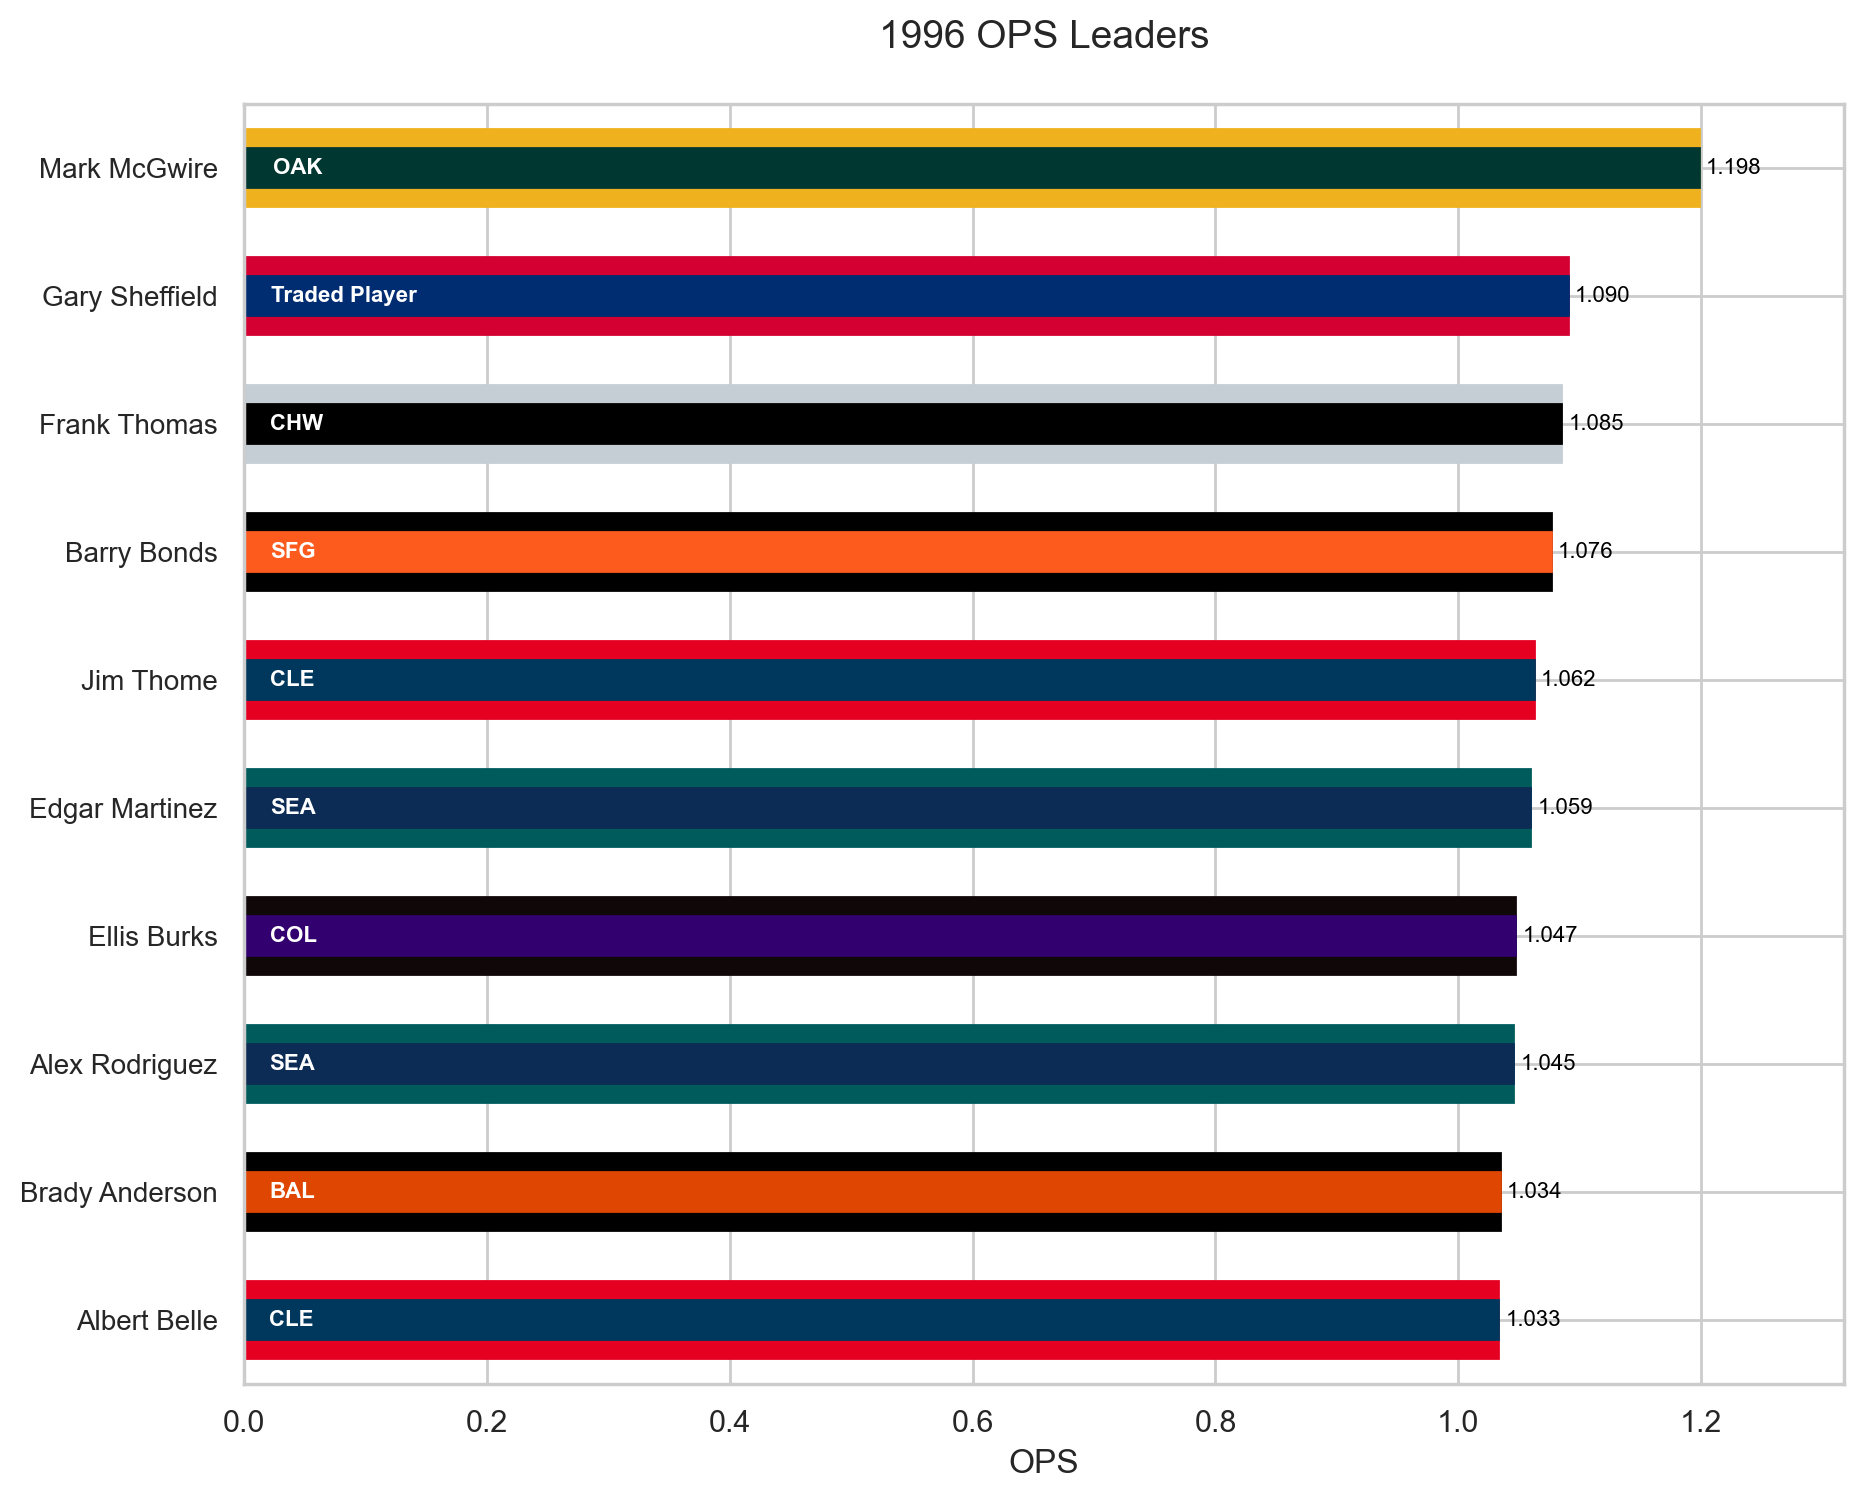 1996 OPS Leaders
Mark McGwire OAK 1.198
Gary Sheffield Traded Player 1.090
Frank Thomas CHW 1.085
Barry Bonds SFG 1.076
Jim Thome CLE 1.062
Edgar Martinez SEA 1.059
Ellis Burks COL 1.047
Alex Rodriguez SEA 1.045
Brady Anderson BAL 1.034
Albert Belle CLE 1.033
0.0 0.2 0.4 0.6 0.8 1.0 1.2
OPS